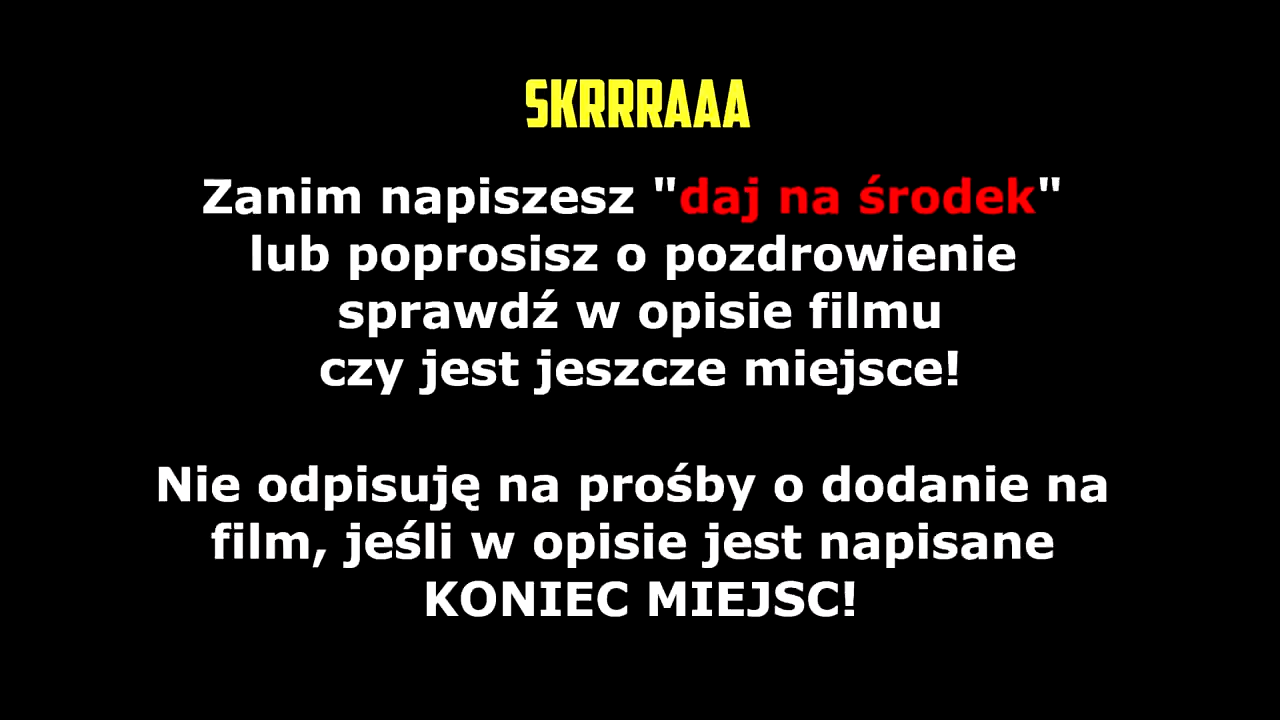 SKRRRAAA
Zanim napiszesz "daj na środek"
lub poprosisz o pozdrowienie
sprawdź w opisie filmu
czy jest jeszcze miejsce!
Nie odpisuję na prośby o dodanie na
film, jeśli w opisie jest napisane
KONIEC MIEJSC!